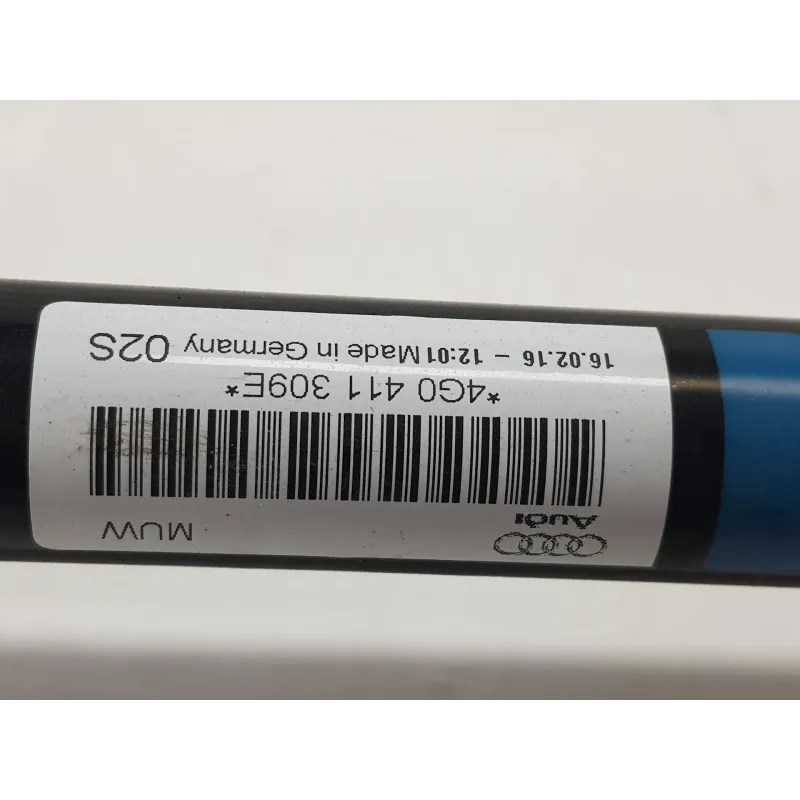 Audi MUW
*4G0 411 309E*
16.02.16 - 12:01 Made in Germany 02S